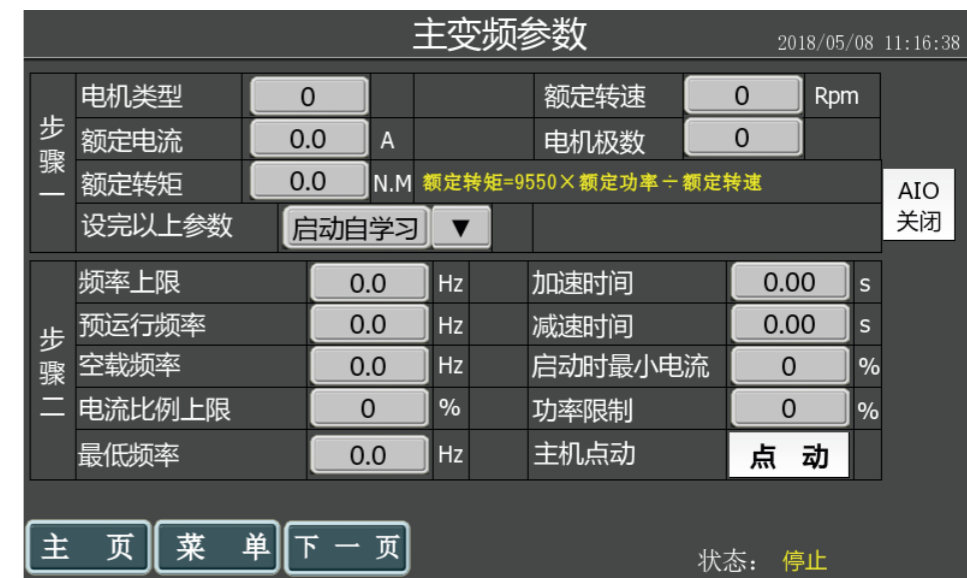 主变频参数
2018/05/08 11:16:38
步骤一
电机类型 0 额定转速 0 Rpm
额定电流 0.0 A 电机极数 0
额定转矩 0.0 N.M 额定转矩=9550×额定功率÷额定转速
设完以上参数 启动自学习 ▼
AIO
关闭
步骤二
频率上限 0.0 Hz 加速时间 0.00 s
预运行频率 0.0 Hz 减速时间 0.00 s
空载频率 0.0 Hz 启动时最小电流 0 %
电流比例上限 0 % 功率限制 0 %
最低频率 0.0 Hz 主机点动 点 动
主 页 菜 单 下 一 页
状态： 停止